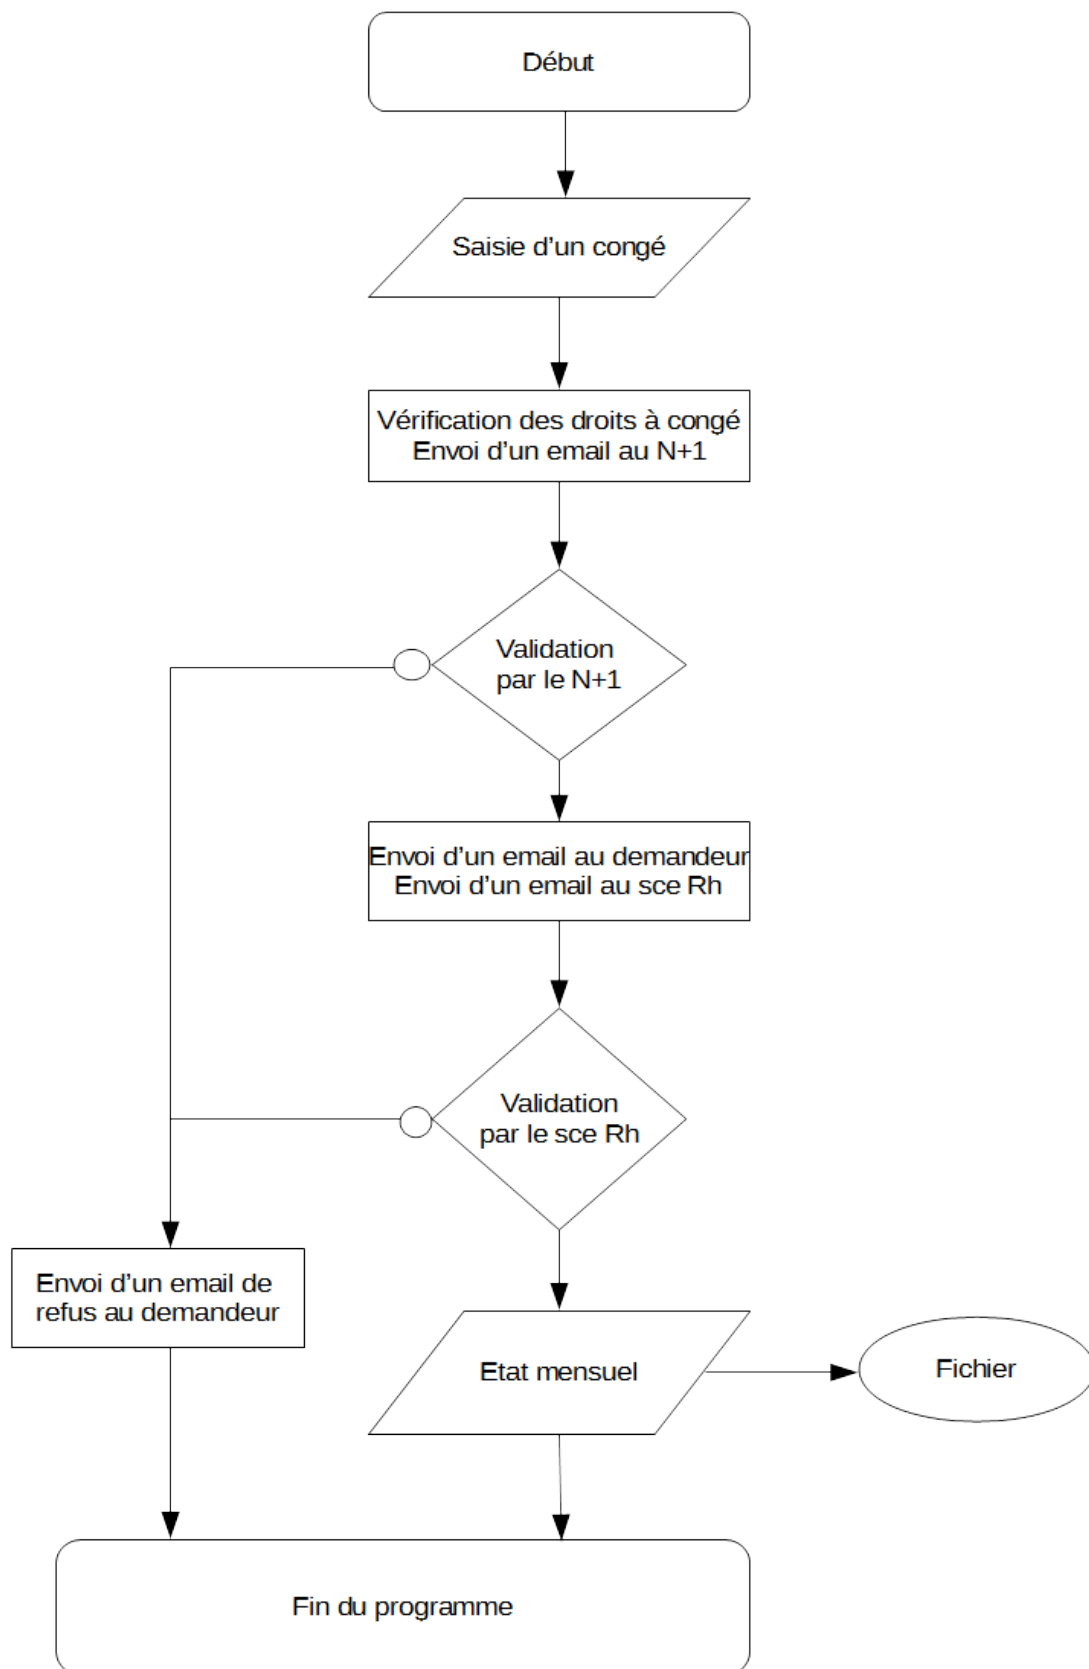 Début
Saisie d'un congé
Vérification des droits à congé
Envoi d'un email au N+1
Validation
par le N+1
Envoi d'un email au demandeur
Envoi d'un email au sce Rh
Validation
par le sce Rh
Envoi d'un email de
refus au demandeur
Etat mensuel
Fichier
Fin du programme